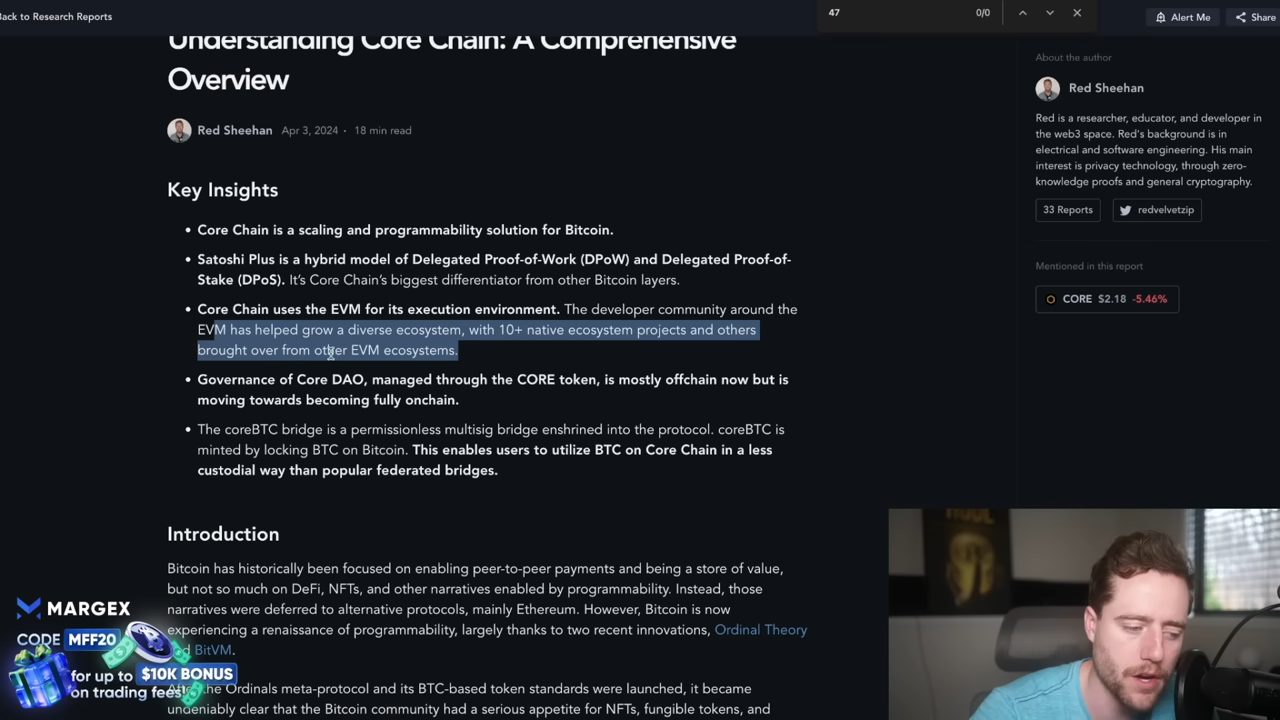 Back to Research Reports
47
0/0
Alert Me
Share
Understanding Core Chain: A Comprehensive
Overview
Red Sheehan Apr 3, 2024 · 18 min read
Key Insights
• Core Chain is a scaling and programmability solution for Bitcoin.
• Satoshi Plus is a hybrid model of Delegated Proof-of-Work (DPoW) and Delegated Proof-of-
Stake (DPoS). It's Core Chain's biggest differentiator from other Bitcoin layers.
• Core Chain uses the EVM for its execution environment. The developer community around the
EVM has helped grow a diverse ecosystem, with 10+ native ecosystem projects and others
brought over from other EVM ecosystems.
• Governance of Core DAO, managed through the CORE token, is mostly offchain now but is
moving towards becoming fully onchain.
• The coreBTC bridge is a permissionless multisig bridge enshrined into the protocol. coreBTC is
minted by locking BTC on Bitcoin. This enables users to utilize BTC on Core Chain in a less
custodial way than popular federated bridges.
Introduction
Bitcoin has historically been focused on enabling peer-to-peer payments and being a store of value,
but not so much on DeFi, NFTs, and other narratives enabled by programmability. Instead, those
narratives were deferred to alternative protocols, mainly Ethereum. However, Bitcoin is now
experiencing a renaissance of programmability, largely thanks to two recent innovations, Ordinal Theory
BitVM.
the Ordinals meta-protocol and its BTC-based token standards were launched, it became
undeniably clear that the Bitcoin community had a serious appetite for NFTs, fungible tokens, and
About the author
Red Sheehan
Red is a researcher, educator, and developer in
the web3 space. Red's background is in
electrical and software engineering. His main
interest is privacy technology, through zero-
knowledge proofs and general cryptography.
33 Reports
redvelvetzip
Mentioned in this report
CORE $2.18 -5.46%
MARGEX
CODE MFF20
for up to $10K BONUS
on trading fees